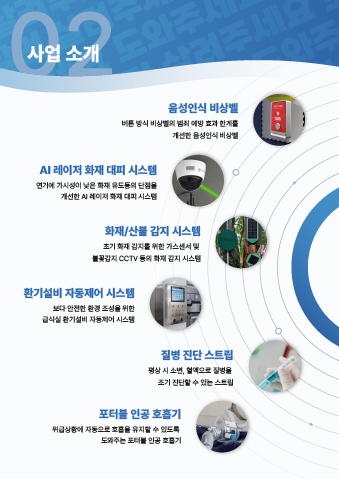 02
사업 소개
음성인식 비상벨
버튼 방식 비상벨의 범죄 예방 효과 한계를
개선한 음성인식 비상벨
AI 레이저 화재 대피 시스템
연기에 가시성이 낮은 화재 유도등의 단점을
개선한 AI 레이저 화재 대피 시스템
화재/산불 감지 시스템
초기 화재 감지를 위한 가스센서 및
불꽃감지 CCTV 등의 화재 감지 시스템
환기설비 자동제어 시스템
보다 안전한 환경 조성을 위한
급식실 환기설비 자동제어 시스템
질병 진단 스트립
평상 시 소변, 혈액으로 질병을
조기 진단할 수 있는 스트립
포터블 인공 호흡기
위급상황에 자동으로 호흡을 유지할 수 있도록
도와주는 포터블 인공 호흡기